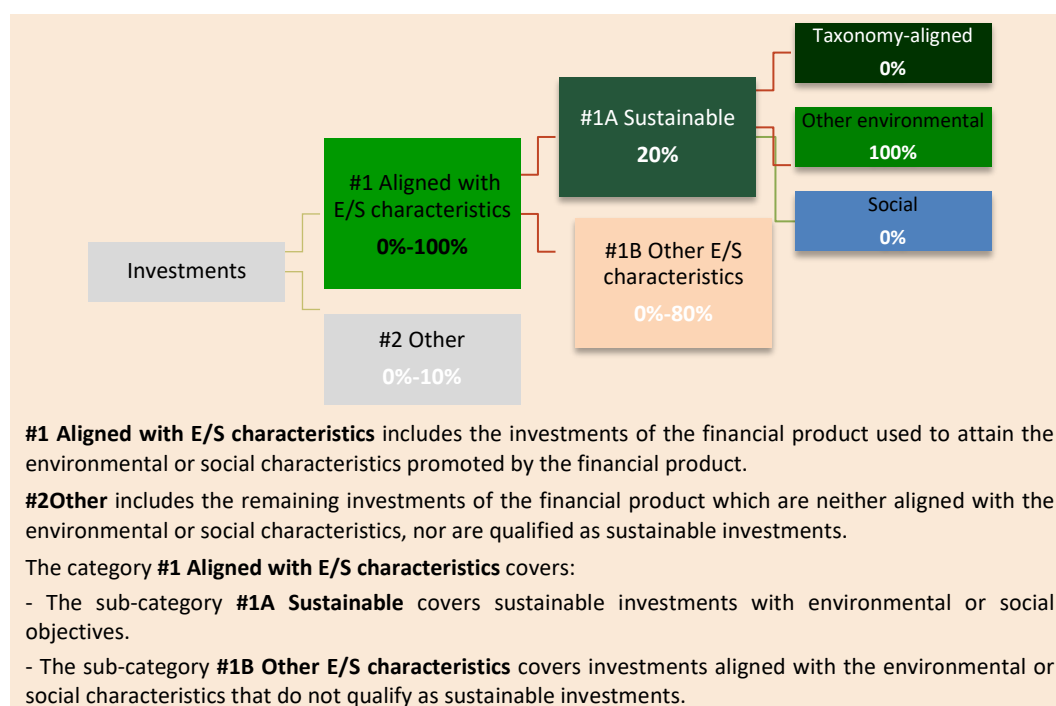 Taxonomy-aligned
0%
#1A Sustainable
20%
Other environmental
100%
#1 Aligned with
E/S characteristics
0%-100%
Social
0%
#1B Other E/S
characteristics
0%-80%
Investments
#2 Other
0%-10%
#1 Aligned with E/S characteristics includes the investments of the financial product used to attain the
environmental or social characteristics promoted by the financial product.
#2Other includes the remaining investments of the financial product which are neither aligned with the
environmental or social characteristics, nor are qualified as sustainable investments.
The category #1 Aligned with E/S characteristics covers:
- The sub-category #1A Sustainable covers sustainable investments with environmental or social
objectives.
- The sub-category #1B Other E/S characteristics covers investments aligned with the environmental or
social characteristics that do not qualify as sustainable investments.